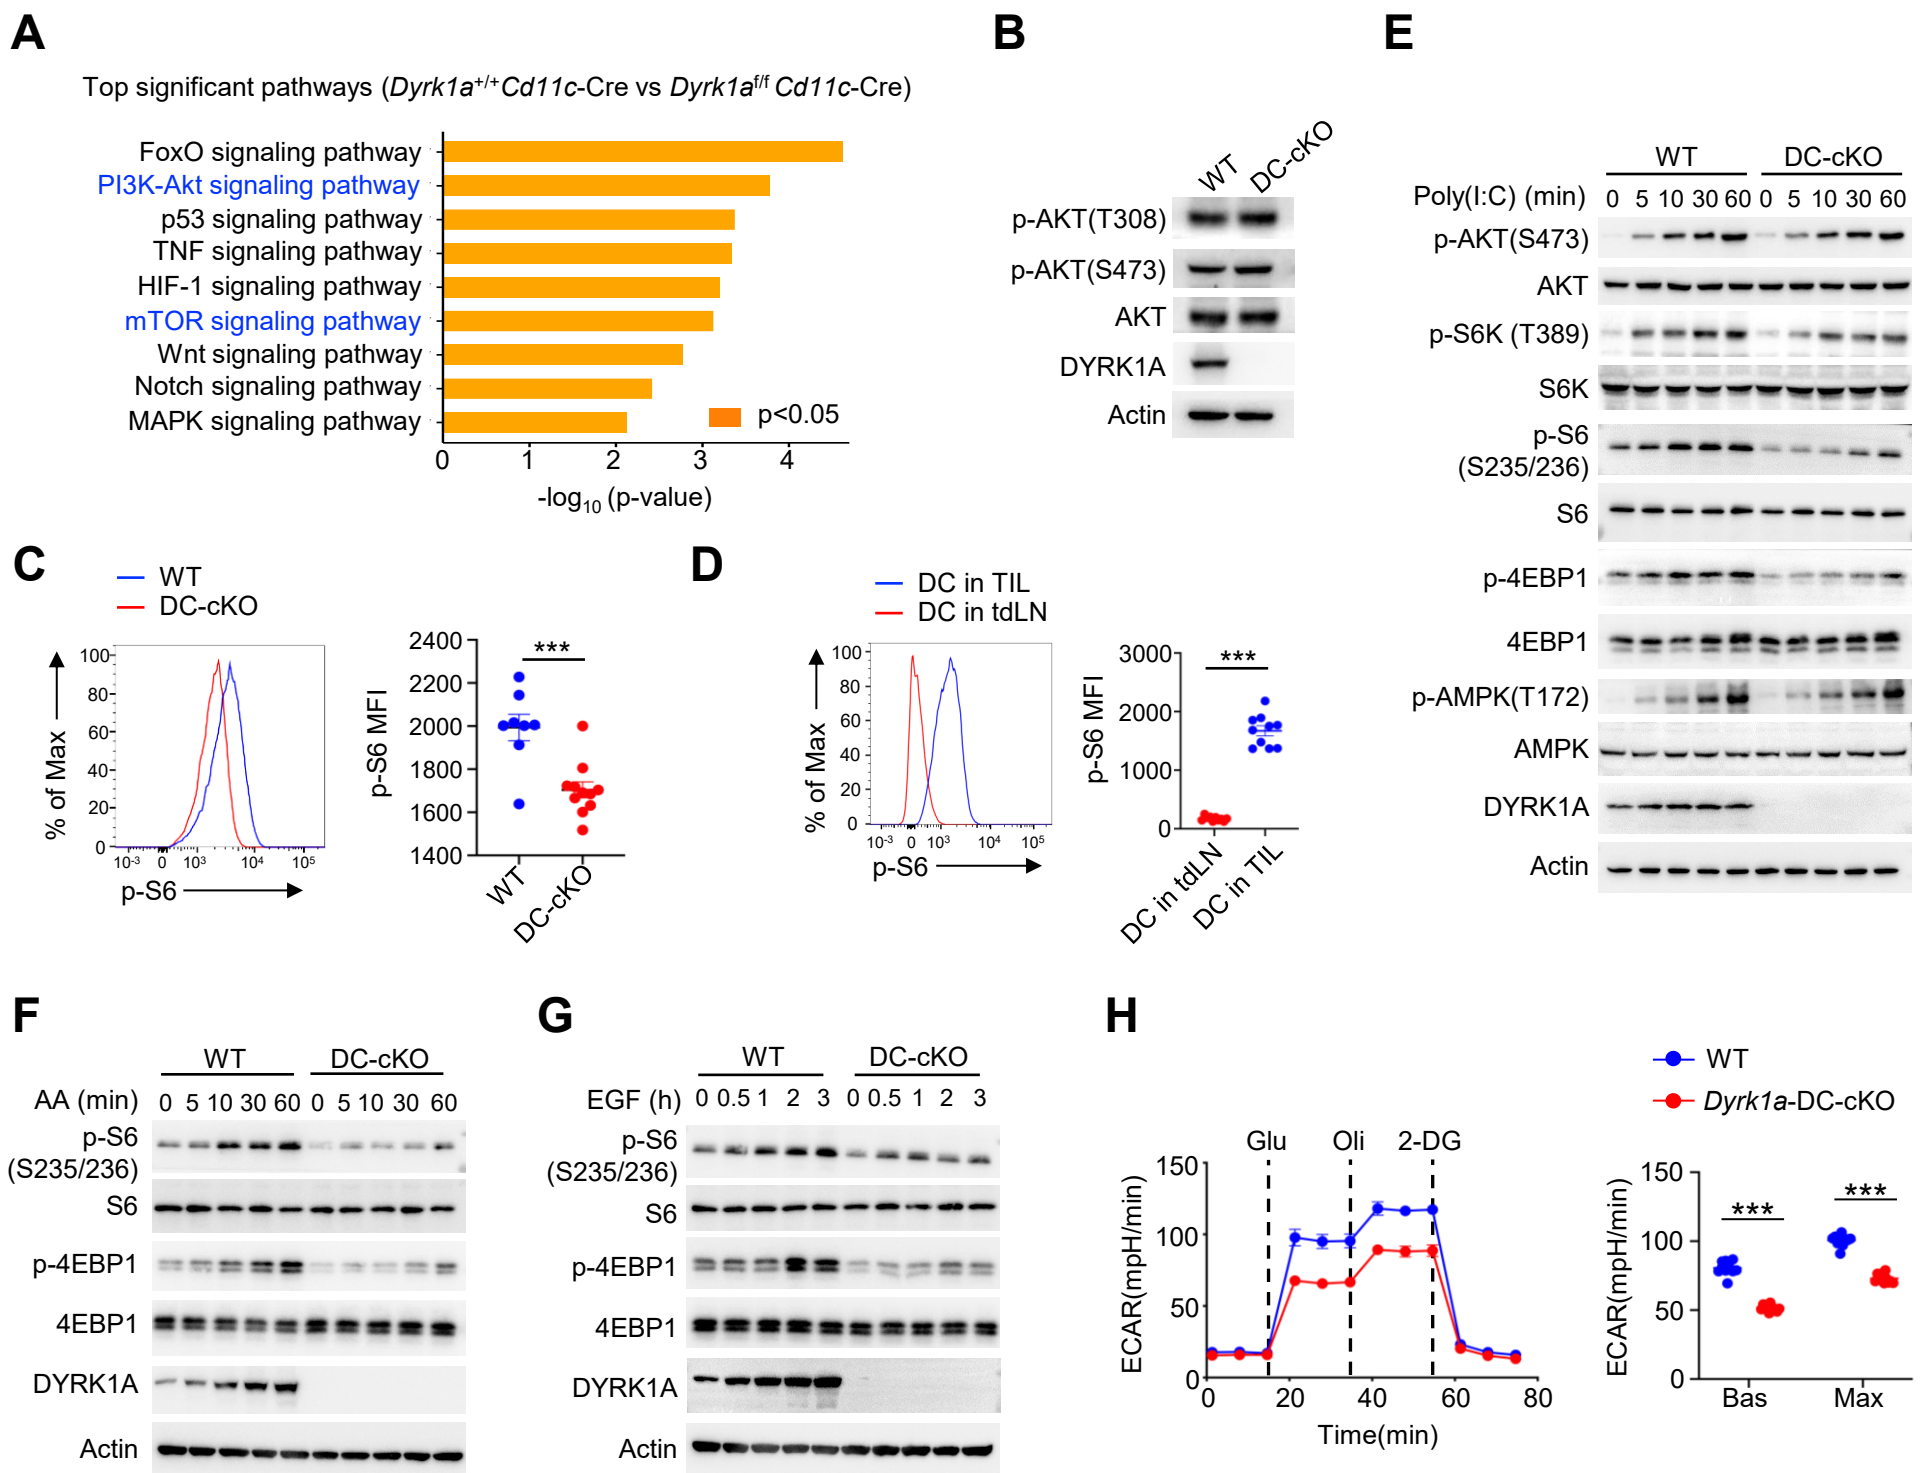 A
Top significant pathways (Dyrk1a+/+ Cd11c-Cre vs Dyrk1af/f Cd11c-Cre)
FoxO signaling pathway
PI3K-Akt signaling pathway
p53 signaling pathway
TNF signaling pathway
HIF-1 signaling pathway
mTOR signaling pathway
Wnt signaling pathway
Notch signaling pathway
MAPK signaling pathway
p<0.05
0 1 2 3 4
-log10 (p-value)
B
WT DC-cKO
p-AKT(T308)
p-AKT(S473)
AKT
DYRK1A
Actin
C
WT
DC-cKO
% of Max
100
80
60
40
20
0
10-3 0 103 104 105
p-S6
p-S6 MFI
2400
2200
2000
1800
1600
1400
***
WT DC-cKO
D
DC in TIL
DC in tdLN
% of Max
100
80
60
40
20
0
10-3 0 103 104 105
p-S6
p-S6 MFI
3000
2000
1000
0
***
DC in tdLN DC in TIL
E
WT DC-cKO
Poly(I:C) (min) 0 5 10 30 60 0 5 10 30 60
p-AKT(S473)
AKT
p-S6K (T389)
S6K
p-S6
(S235/236)
S6
p-4EBP1
4EBP1
p-AMPK(T172)
AMPK
DYRK1A
Actin
F
WT DC-cKO
AA (min) 0 5 10 30 60 0 5 10 30 60
p-S6
(S235/236)
S6
p-4EBP1
4EBP1
DYRK1A
Actin
G
WT DC-cKO
EGF (h) 0 0.5 1 2 3 0 0.5 1 2 3
p-S6
(S235/236)
S6
p-4EBP1
4EBP1
DYRK1A
Actin
H
WT
Dyrk1a-DC-cKO
Glu Oli 2-DG
ECAR(mpH/min)
150
100
50
0
0 20 40 60 80
Time(min)
ECAR(mpH/min)
150
100
50
0
*** ***
Bas Max